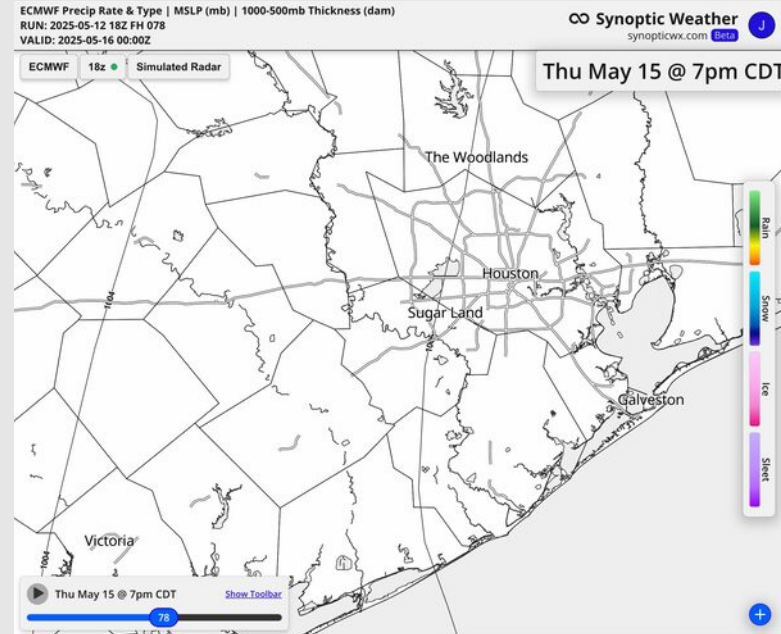 ECMWF Precip Rate & Type | MSLP (mb) | 1000-500mb Thickness (dam)
RUN: 2025-05-12 18Z FH 078
VALID: 2025-05-16 00:00Z
Synoptic Weather
synopticwx.com Beta
J
ECMWF
18z
Simulated Radar
Thu May 15 @ 7pm CDT
The Woodlands
Rain
Houston
1004
Sugar Land
Snow
Ice
Galveston
Sleet
Victoria
1004
Thu May 15 @ 7pm CDT
Show Toolbar
78
+